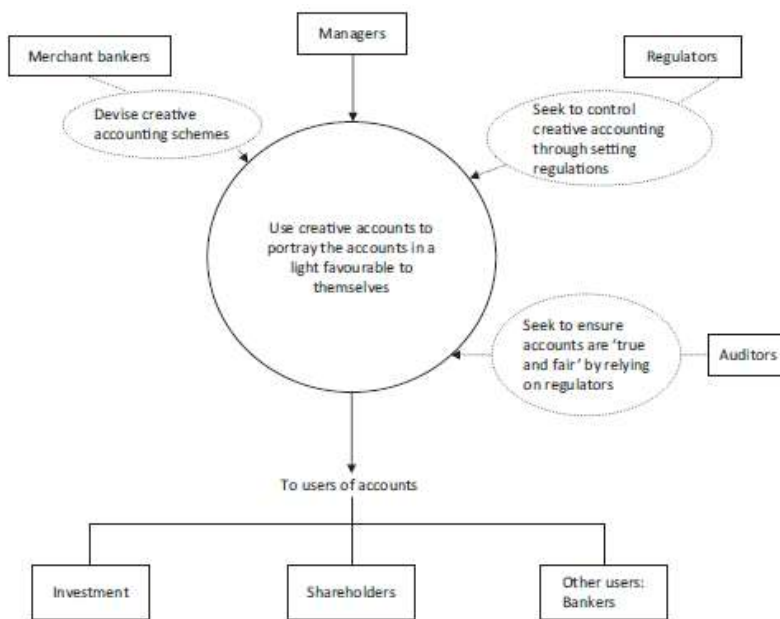 Managers
Merchant bankers
Regulators
Devise creative
accounting schemes
Seek to control
creative accounting
through setting
regulations
Use creative accounts to
portray the accounts in a
light favourable to
themselves
Seek to ensure
accounts are ‘true
and fair’ by relying
on regulators
Auditors
To users of accounts
Investment
Shareholders
Other users:
Bankers